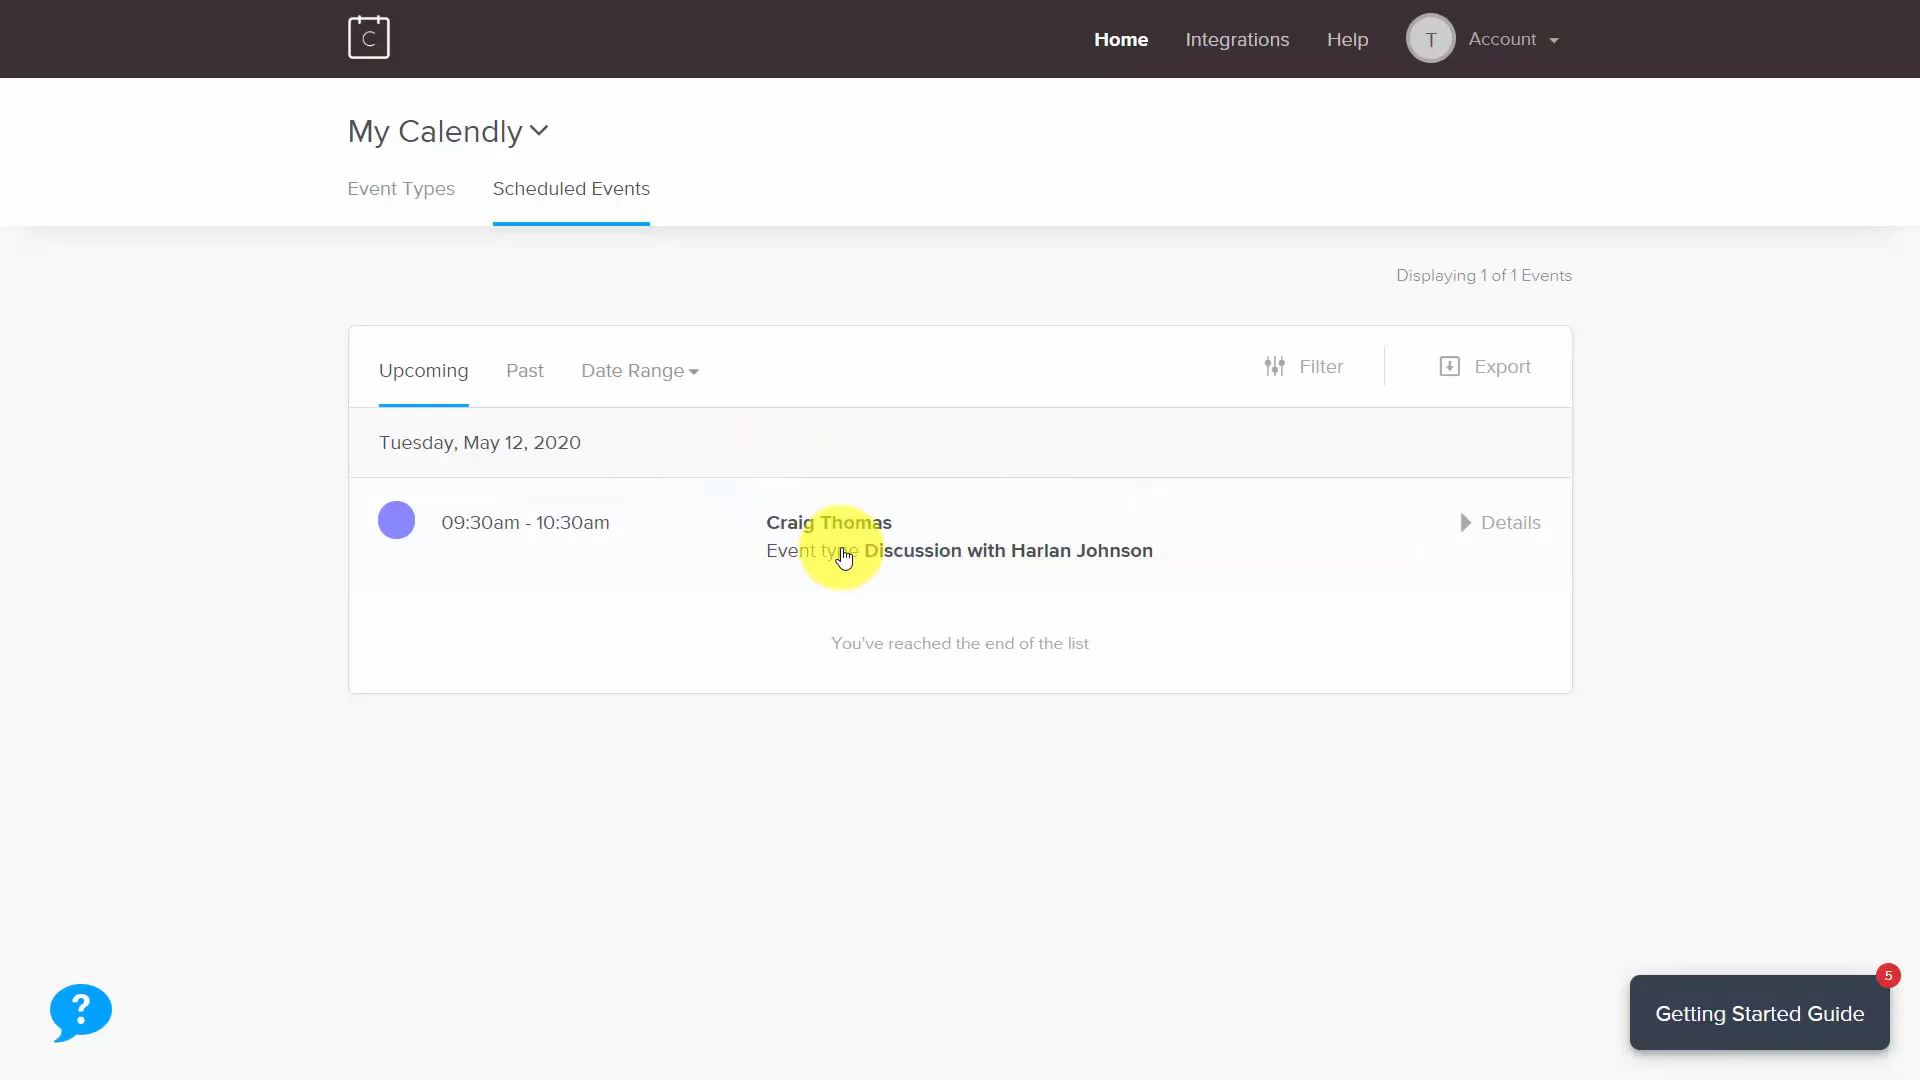 C
Home Integrations Help T Account
My Calendly
Event Types Scheduled Events
Displaying 1 of 1 Events
Upcoming Past Date Range Filter Export
Tuesday, May 12, 2020
09:30am - 10:30am Craig Thomas Details
Event type Discussion with Harlan Johnson
You've reached the end of the list
?
5
Getting Started Guide